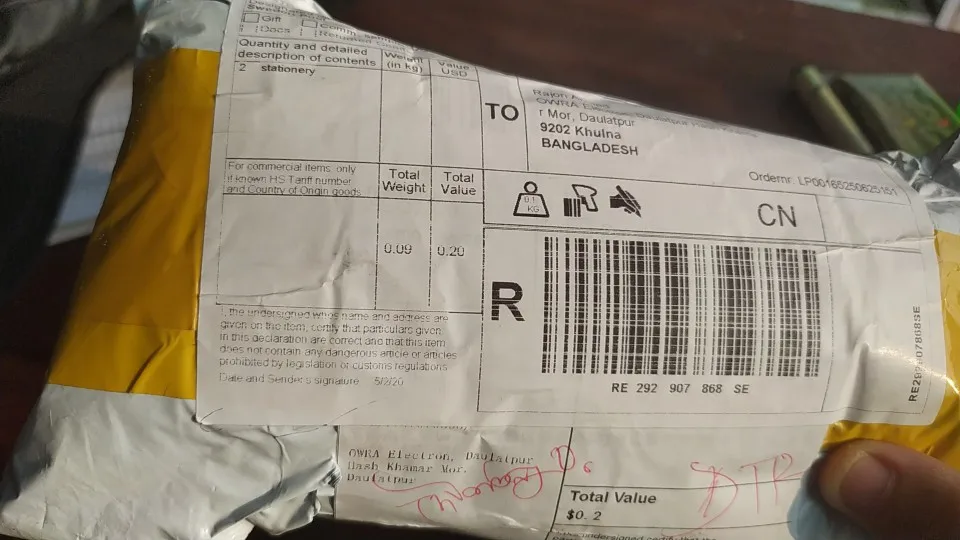 Gift
Docs
Quantity and detailed
description of contents
Weight
(in kg)
Value
USD
2 stationery
For commercial items only
if known HS Tariff number
and Country of Origin goods
Total
Weight
Total
Value
0.09
0.20
I, the undersigned whos name and address are
given on the item, certify that particulars given
in this declaration are correct and that this item
does not contain any dangerous article or articles
prohibited by legislation or customs regulations
Date and Sender s signature
TO
r Mor, Daulatpur
9202 Khulna
BANGLADESH
Ordernr. LP00165250625151
0.1
KG
CN
R
RE 292 907 868 SE
OWRA Electron, Daulatpur
Dash Khamar Mor.
Daulatpur
DTP
Total Value
$0. 2